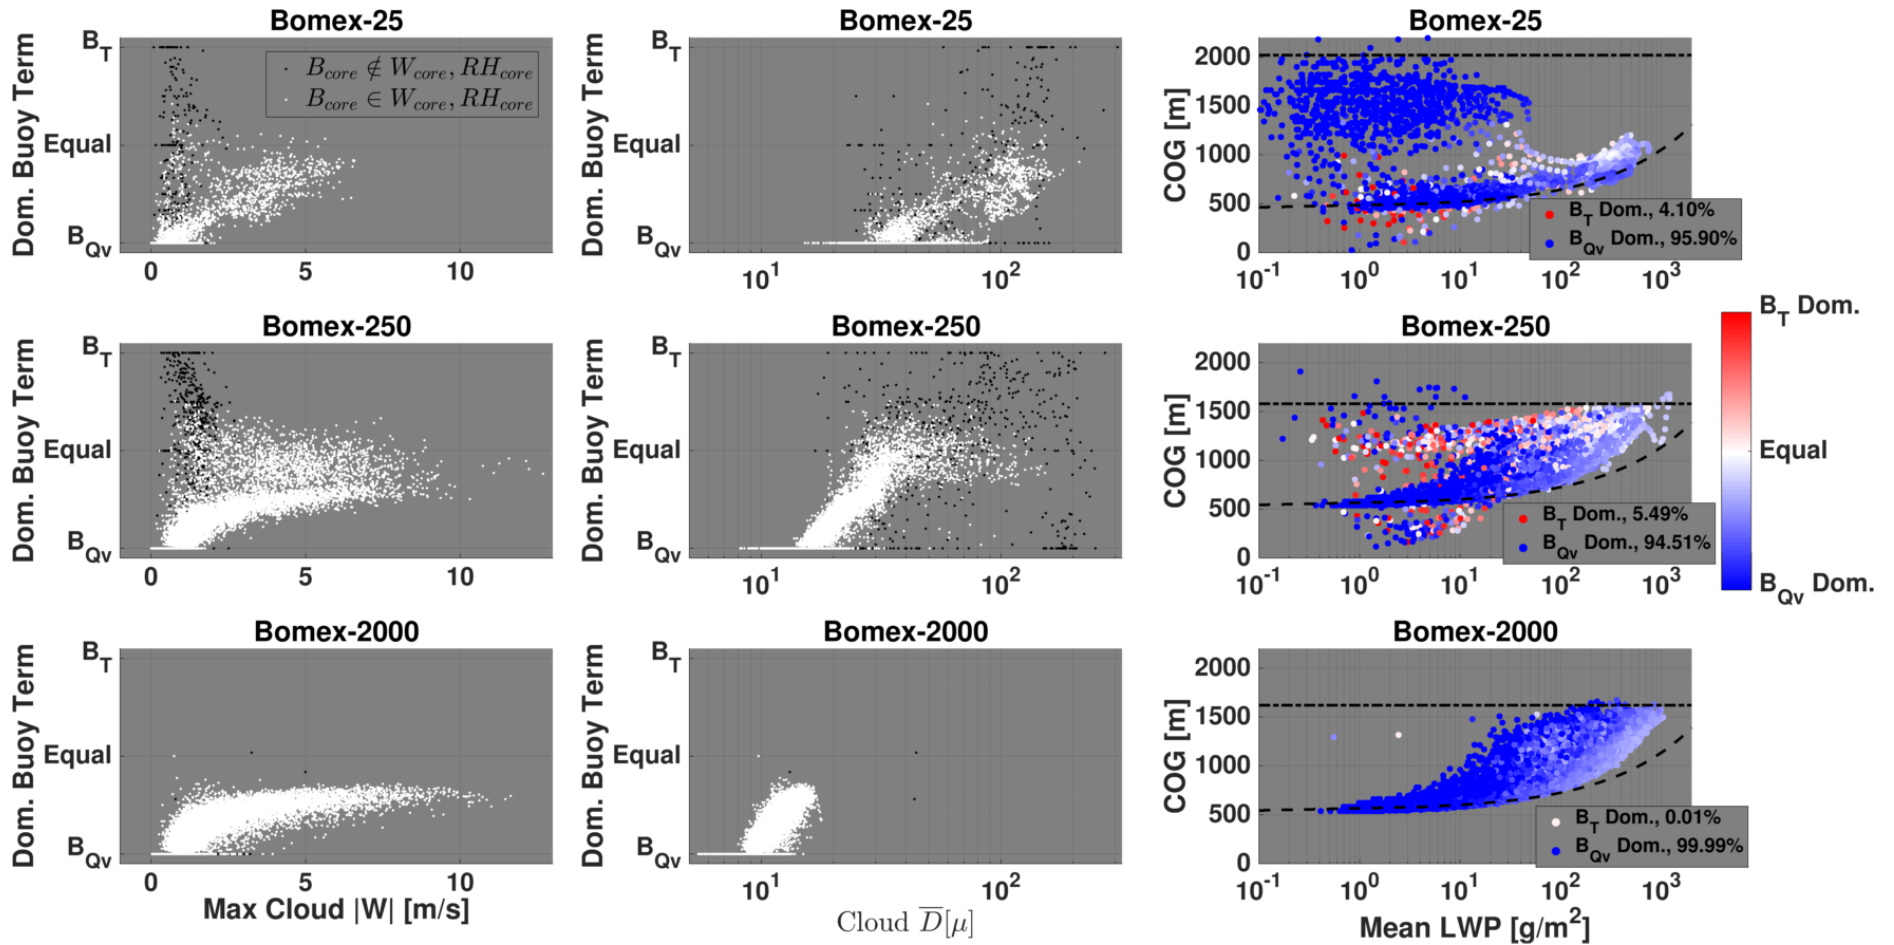 Bomex-25
Dom. Buoy Term
B_T
Equal
B_Qv
0
5
10
B_core ∉ W_core, RH_core
B_core ∈ W_core, RH_core
Bomex-25
Dom. Buoy Term
B_T
Equal
B_Qv
10^1
10^2
Bomex-25
COG [m]
2000
1500
1000
500
0
10^-1
10^0
10^1
10^2
10^3
B_T Dom., 4.10%
B_Qv Dom., 95.90%
Bomex-250
Dom. Buoy Term
B_T
Equal
B_Qv
0
5
10
Bomex-250
Dom. Buoy Term
B_T
Equal
B_Qv
10^1
10^2
Bomex-250
COG [m]
2000
1500
1000
500
0
10^-1
10^0
10^1
10^2
10^3
B_T Dom., 5.49%
B_Qv Dom., 94.51%
B_T Dom.
Equal
B_Qv Dom.
Bomex-2000
Dom. Buoy Term
B_T
Equal
B_Qv
0
5
10
Max Cloud |W| [m/s]
Bomex-2000
Dom. Buoy Term
B_T
Equal
B_Qv
10^1
10^2
Cloud D̅[μ]
Bomex-2000
COG [m]
2000
1500
1000
500
0
10^-1
10^0
10^1
10^2
10^3
B_T Dom., 0.01%
B_Qv Dom., 99.99%
Mean LWP [g/m^2]